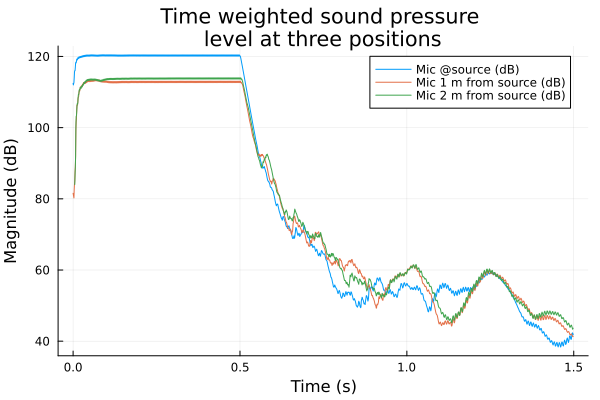 Time weighted sound pressure
level at three positions
Mic @source (dB)
Mic 1 m from source (dB)
Mic 2 m from source (dB)
Magnitude (dB)
120
100
80
60
40
0.0 0.5 1.0 1.5
Time (s)